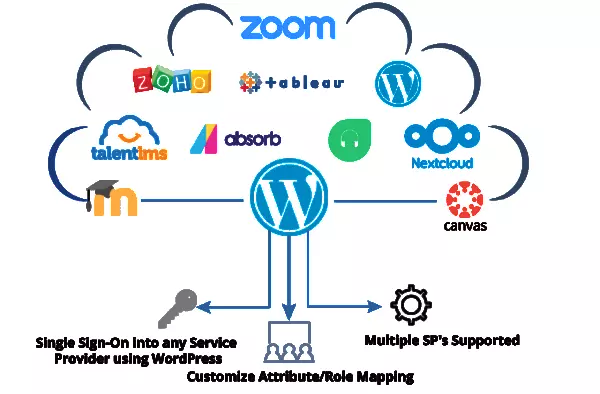 zoom
ZOHO
+ableau
talentlms
absorb
Nextcloud
canvas
Single Sign-On into any Service
Provider using WordPress
Multiple SP's Supported
Customize Attribute/Role Mapping